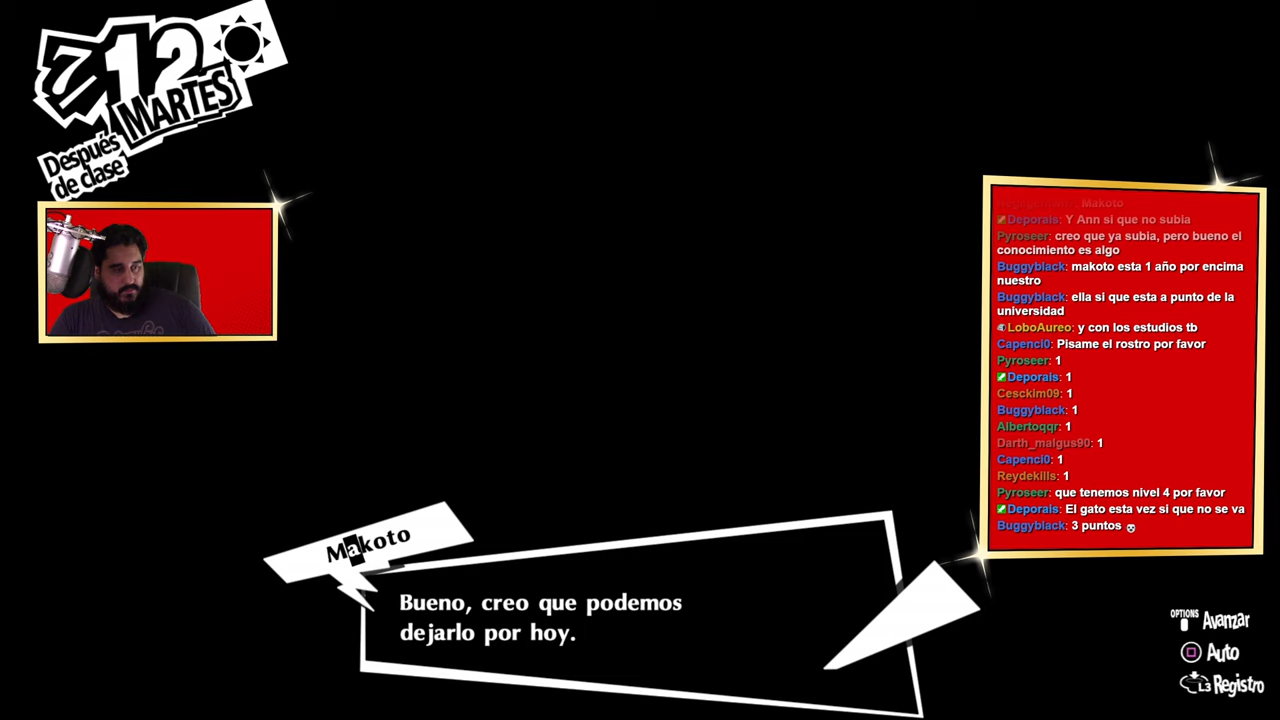 7 12
MARTES
Después
de clase
Makoto
Deporais: Y Ann si que no subia
Pyroseer: creo que ya subia, pero bueno el
conocimiento es algo
Buggyblack: makoto esta 1 año por encima
nuestro
Buggyblack: ella si que esta a punto de la
universidad
LoboAureo: y con los estudios tb
Capencl0: Pisame el rostro por favor
Pyroseer: 1
Deporais: 1
Cesckim09: 1
Buggyblack: 1
Albertoqqr: 1
Darth_malgus90: 1
Capencl0: 1
Reydekills: 1
Pyroseer: que tenemos nivel 4 por favor
Deporais: El gato esta vez si que no se va
Buggyblack: 3 puntos
Makoto
Bueno, creo que podemos
dejarlo por hoy.
OPTIONS Avanzar
Auto
L3 Registro